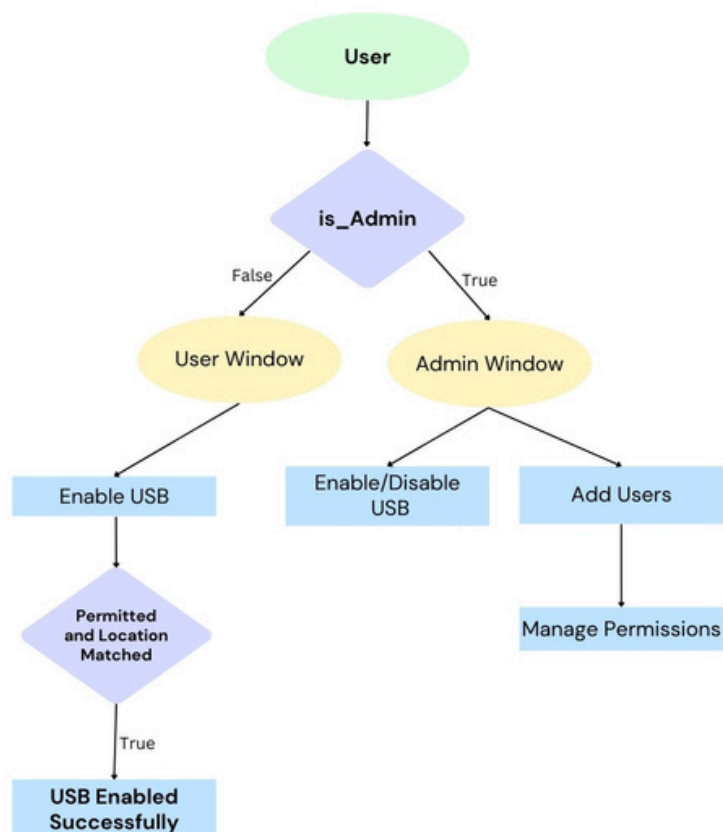 User
is_Admin
False
True
User Window
Admin Window
Enable USB
Enable/Disable
USB
Add Users
Permitted
and Location
Matched
Manage Permissions
True
USB Enabled
Successfully